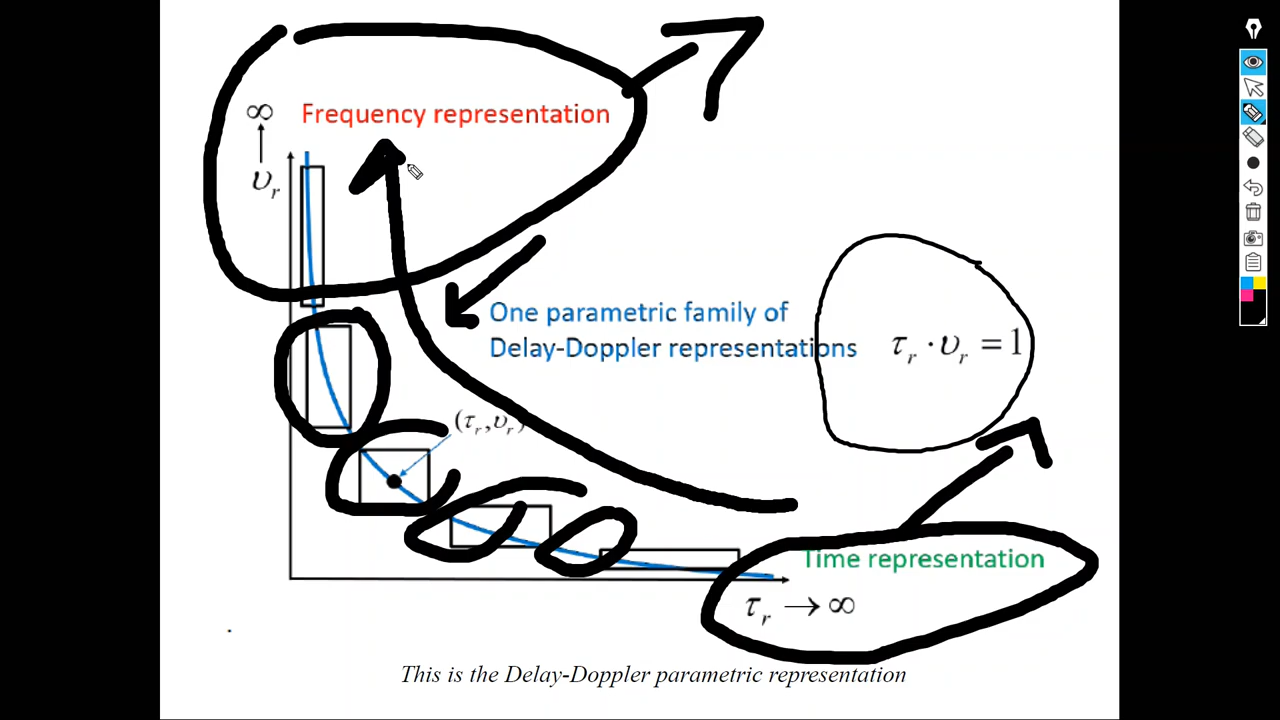 ∞ Frequency representation
υ_r
One parametric family of
Delay-Doppler representations
τ_r · υ_r = 1
(τ_r, υ_r)
Time representation
τ_r → ∞
This is the Delay-Doppler parametric representation